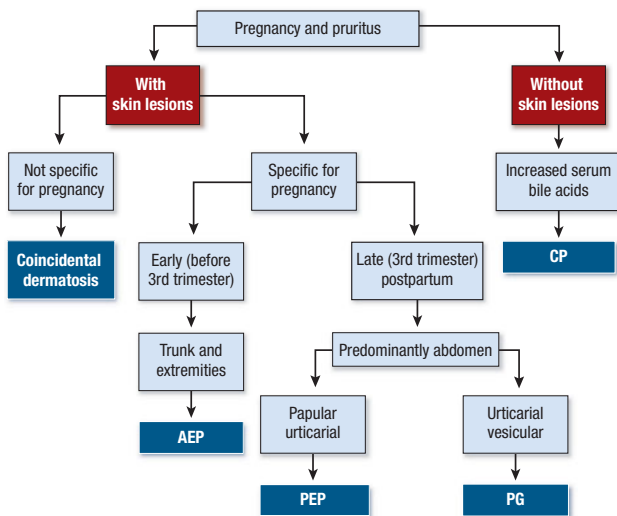 Pregnancy and pruritus
With
skin lesions
Without
skin lesions
Not specific
for pregnancy
Specific for
pregnancy
Increased serum
bile acids
Coincidental
dermatosis
Early (before
3rd trimester)
Late (3rd trimester)
postpartum
CP
Trunk and
extremities
Predominantly abdomen
AEP
Papular
urticarial
Urticarial
vesicular
PEP
PG